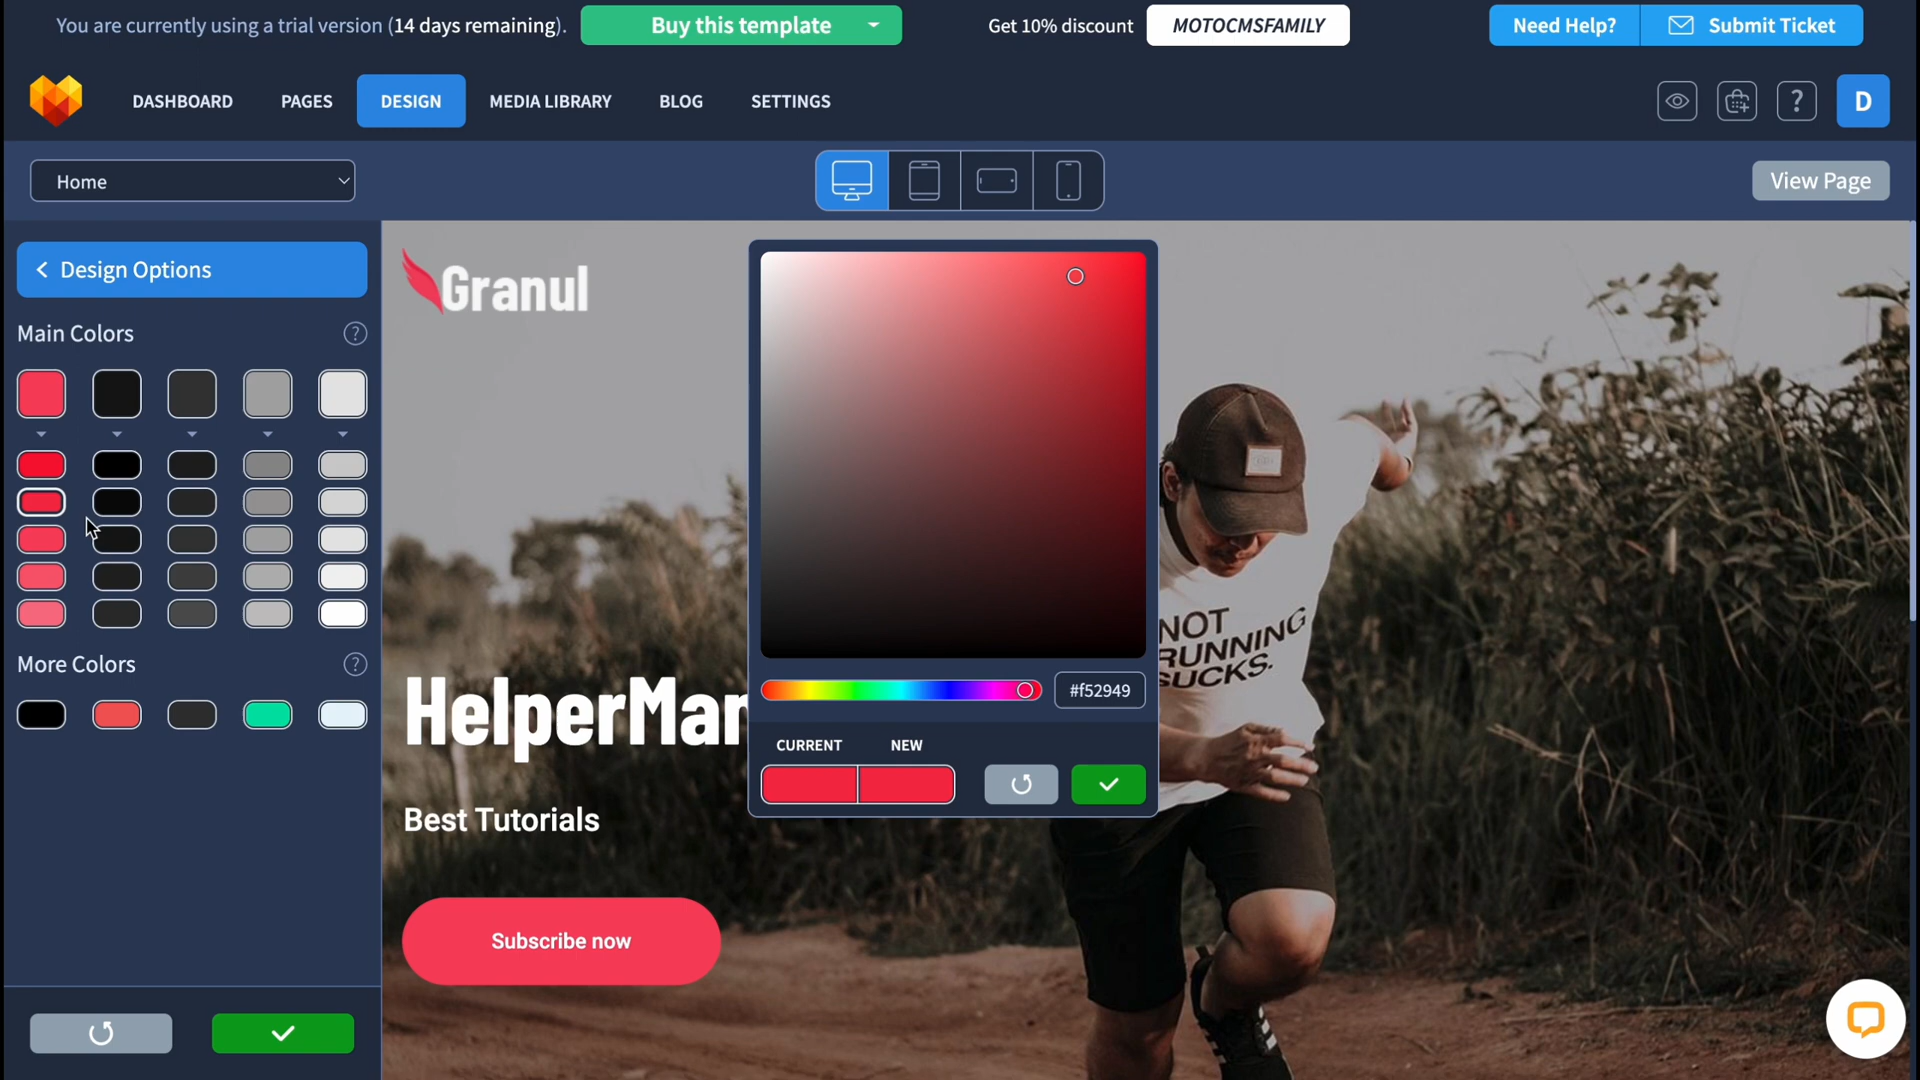 You are currently using a trial version (14 days remaining).
Buy this template
Get 10% discount
MOTOCMSFAMILY
Need Help?
Submit Ticket
DASHBOARD
PAGES
DESIGN
MEDIA LIBRARY
BLOG
SETTINGS
?
D
Home
View Page
Design Options
Main Colors
?
More Colors
?
Granul
#f52949
CURRENT
NEW
NOT
RUNNING
SUCKS.
HelperMar
Best Tutorials
Subscribe now